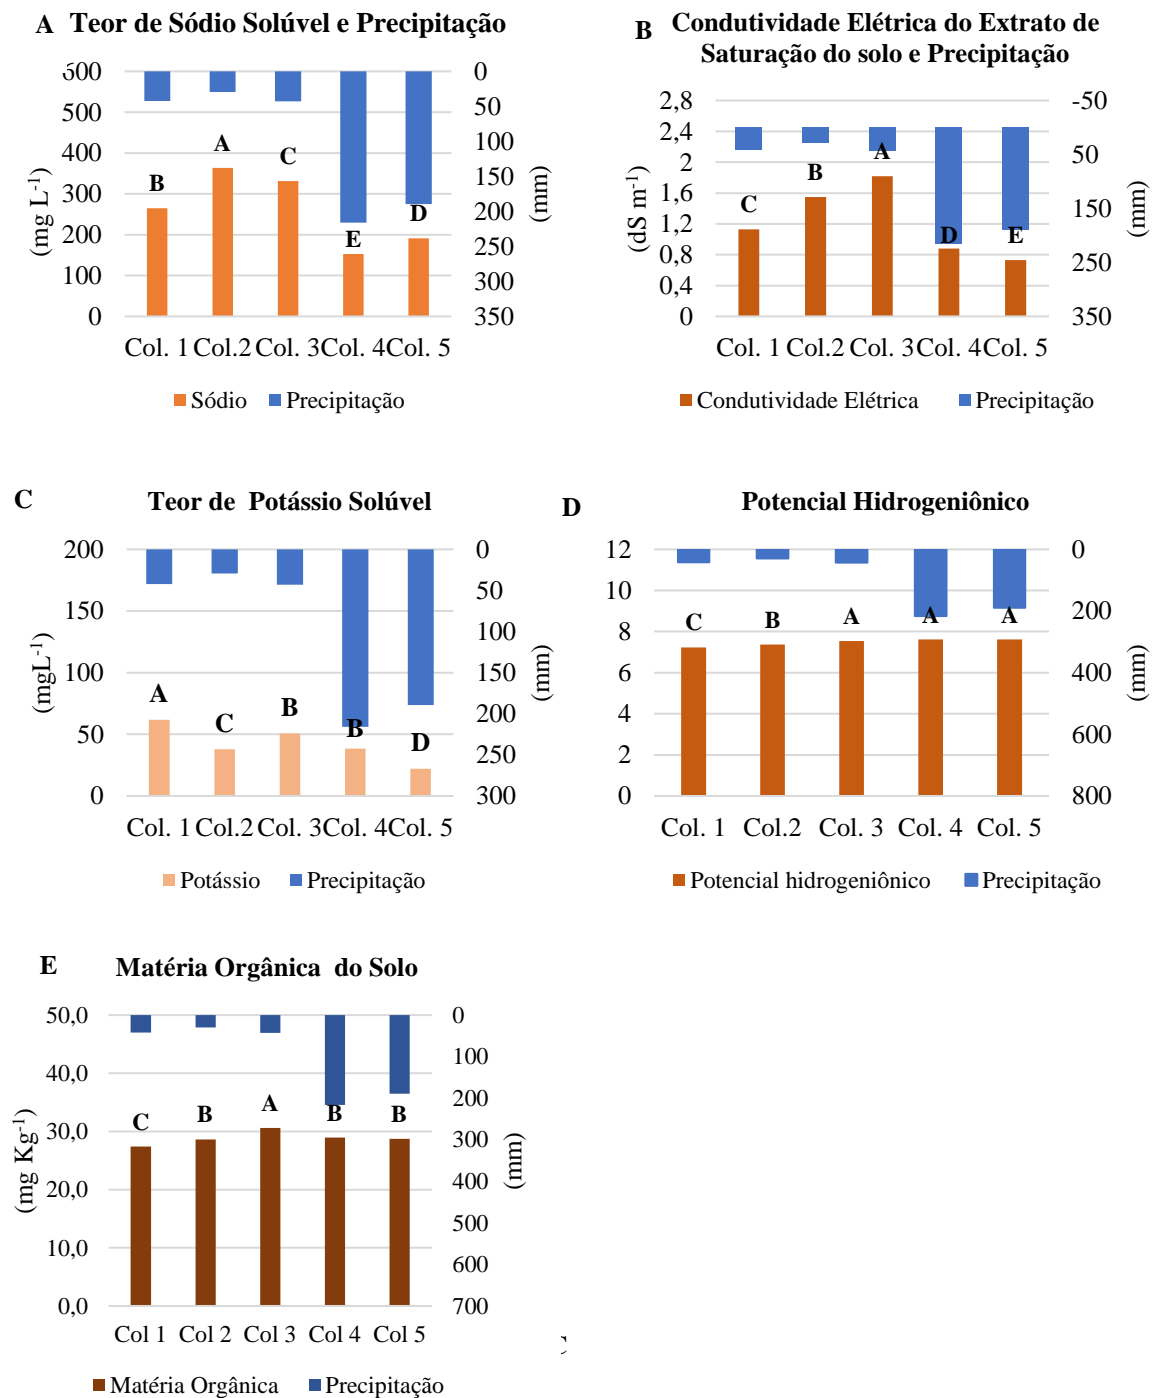 A Teor de Sódio Solúvel e Precipitação
600 0
500 50
400 100
300 150
200 200
100 250
300
0 350
(mg L-1)
(mm)
B A C E D
Col. 1 Col.2 Col. 3 Col. 4 Col. 5
Sódio Precipitação
B Condutividade Elétrica do Extrato de
Saturação do solo e Precipitação
2,8 -50
2,4
2 50
1,6
1,2 150
0,8 250
0,4
0 350
(dS m-1)
(mm)
C B A D E
Col. 1 Col.2 Col. 3 Col. 4 Col. 5
Condutividade Elétrica Precipitação
C Teor de Potássio Solúvel
200 0
50
150 100
100 150
200
50 250
0 300
(mgL-1)
(mm)
A C B B D
Col. 1 Col.2 Col. 3 Col. 4 Col. 5
Potássio Precipitação
D Potencial Hidrogeniônico
12 0
10
8 200
6 400
4
2 600
0 800
(mm)
C B A A A
Col. 1 Col.2 Col. 3 Col. 4 Col. 5
Potencial hidrogeniônico Precipitação
E Matéria Orgânica do Solo
50,0 0
40,0 100
200
30,0 300
20,0 400
500
10,0 600
0,0 700
(mg Kg-1)
(mm)
C B A B B
Col 1 Col 2 Col 3 Col 4 Col 5
Matéria Orgânica Precipitação